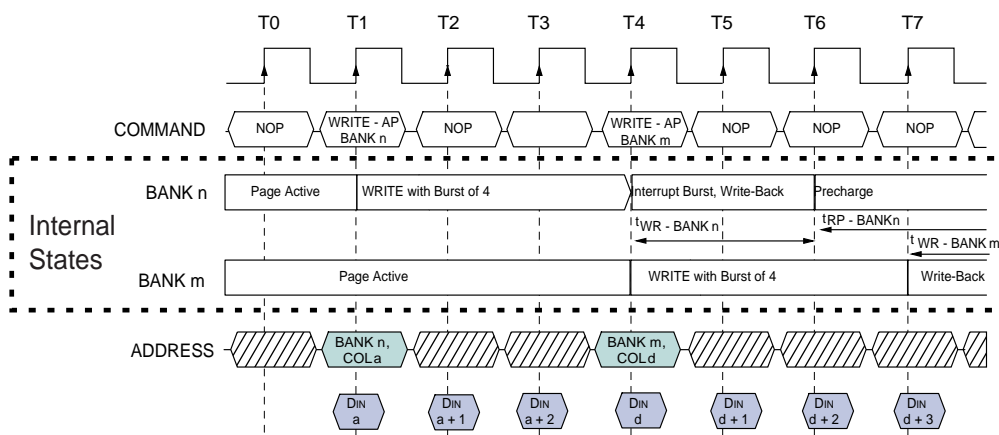 T0 T1 T2 T3 T4 T5 T6 T7
COMMAND NOP WRITE - AP BANK n NOP WRITE - AP BANK m NOP NOP NOP
BANK n Page Active WRITE with Burst of 4 Interrupt Burst, Write-Back Precharge
Internal States
tWR - BANK n tRP - BANK n
tWR - BANK m
BANK m Page Active WRITE with Burst of 4 Write-Back
ADDRESS BANK n, COL a BANK m, COL d
DIN a DIN a + 1 DIN a + 2 DIN d DIN d + 1 DIN d + 2 DIN d + 3